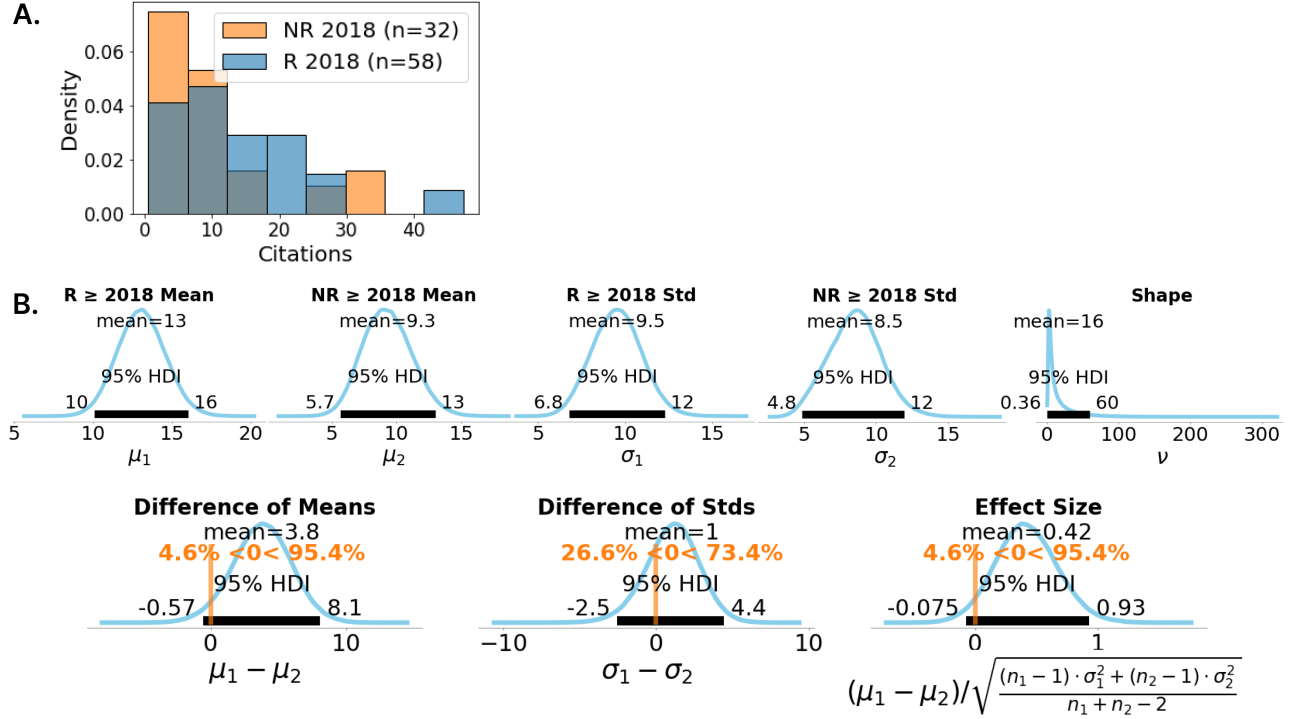 A.
NR 2018 (n=32)
R 2018 (n=58)
Density
0.06
0.04
0.02
0.00
0 10 20 30 40
Citations
B.
R ≥ 2018 Mean
mean=13
95% HDI
10 16
5 10 15 20
μ₁
NR ≥ 2018 Mean
mean=9.3
95% HDI
5.7 13
5 10 15
μ₂
R ≥ 2018 Std
mean=9.5
95% HDI
6.8 12
5 10 15
σ₁
NR ≥ 2018 Std
mean=8.5
95% HDI
4.8 12
5 10 15
σ₂
Shape
mean=16
95% HDI
0.36 60
0 100 200 300
ν
Difference of Means
mean=3.8
4.6% <0< 95.4%
95% HDI
-0.57 8.1
0 10
μ₁ − μ₂
Difference of Stds
mean=1
26.6% <0< 73.4%
95% HDI
-2.5 4.4
−10 0 10
σ₁ − σ₂
Effect Size
mean=0.42
4.6% <0< 95.4%
95% HDI
-0.075 0.93
0 1
(μ₁ − μ₂)/√((n₁ − 1)·σ₁² + (n₂ − 1)·σ₂² / n₁ + n₂ − 2)